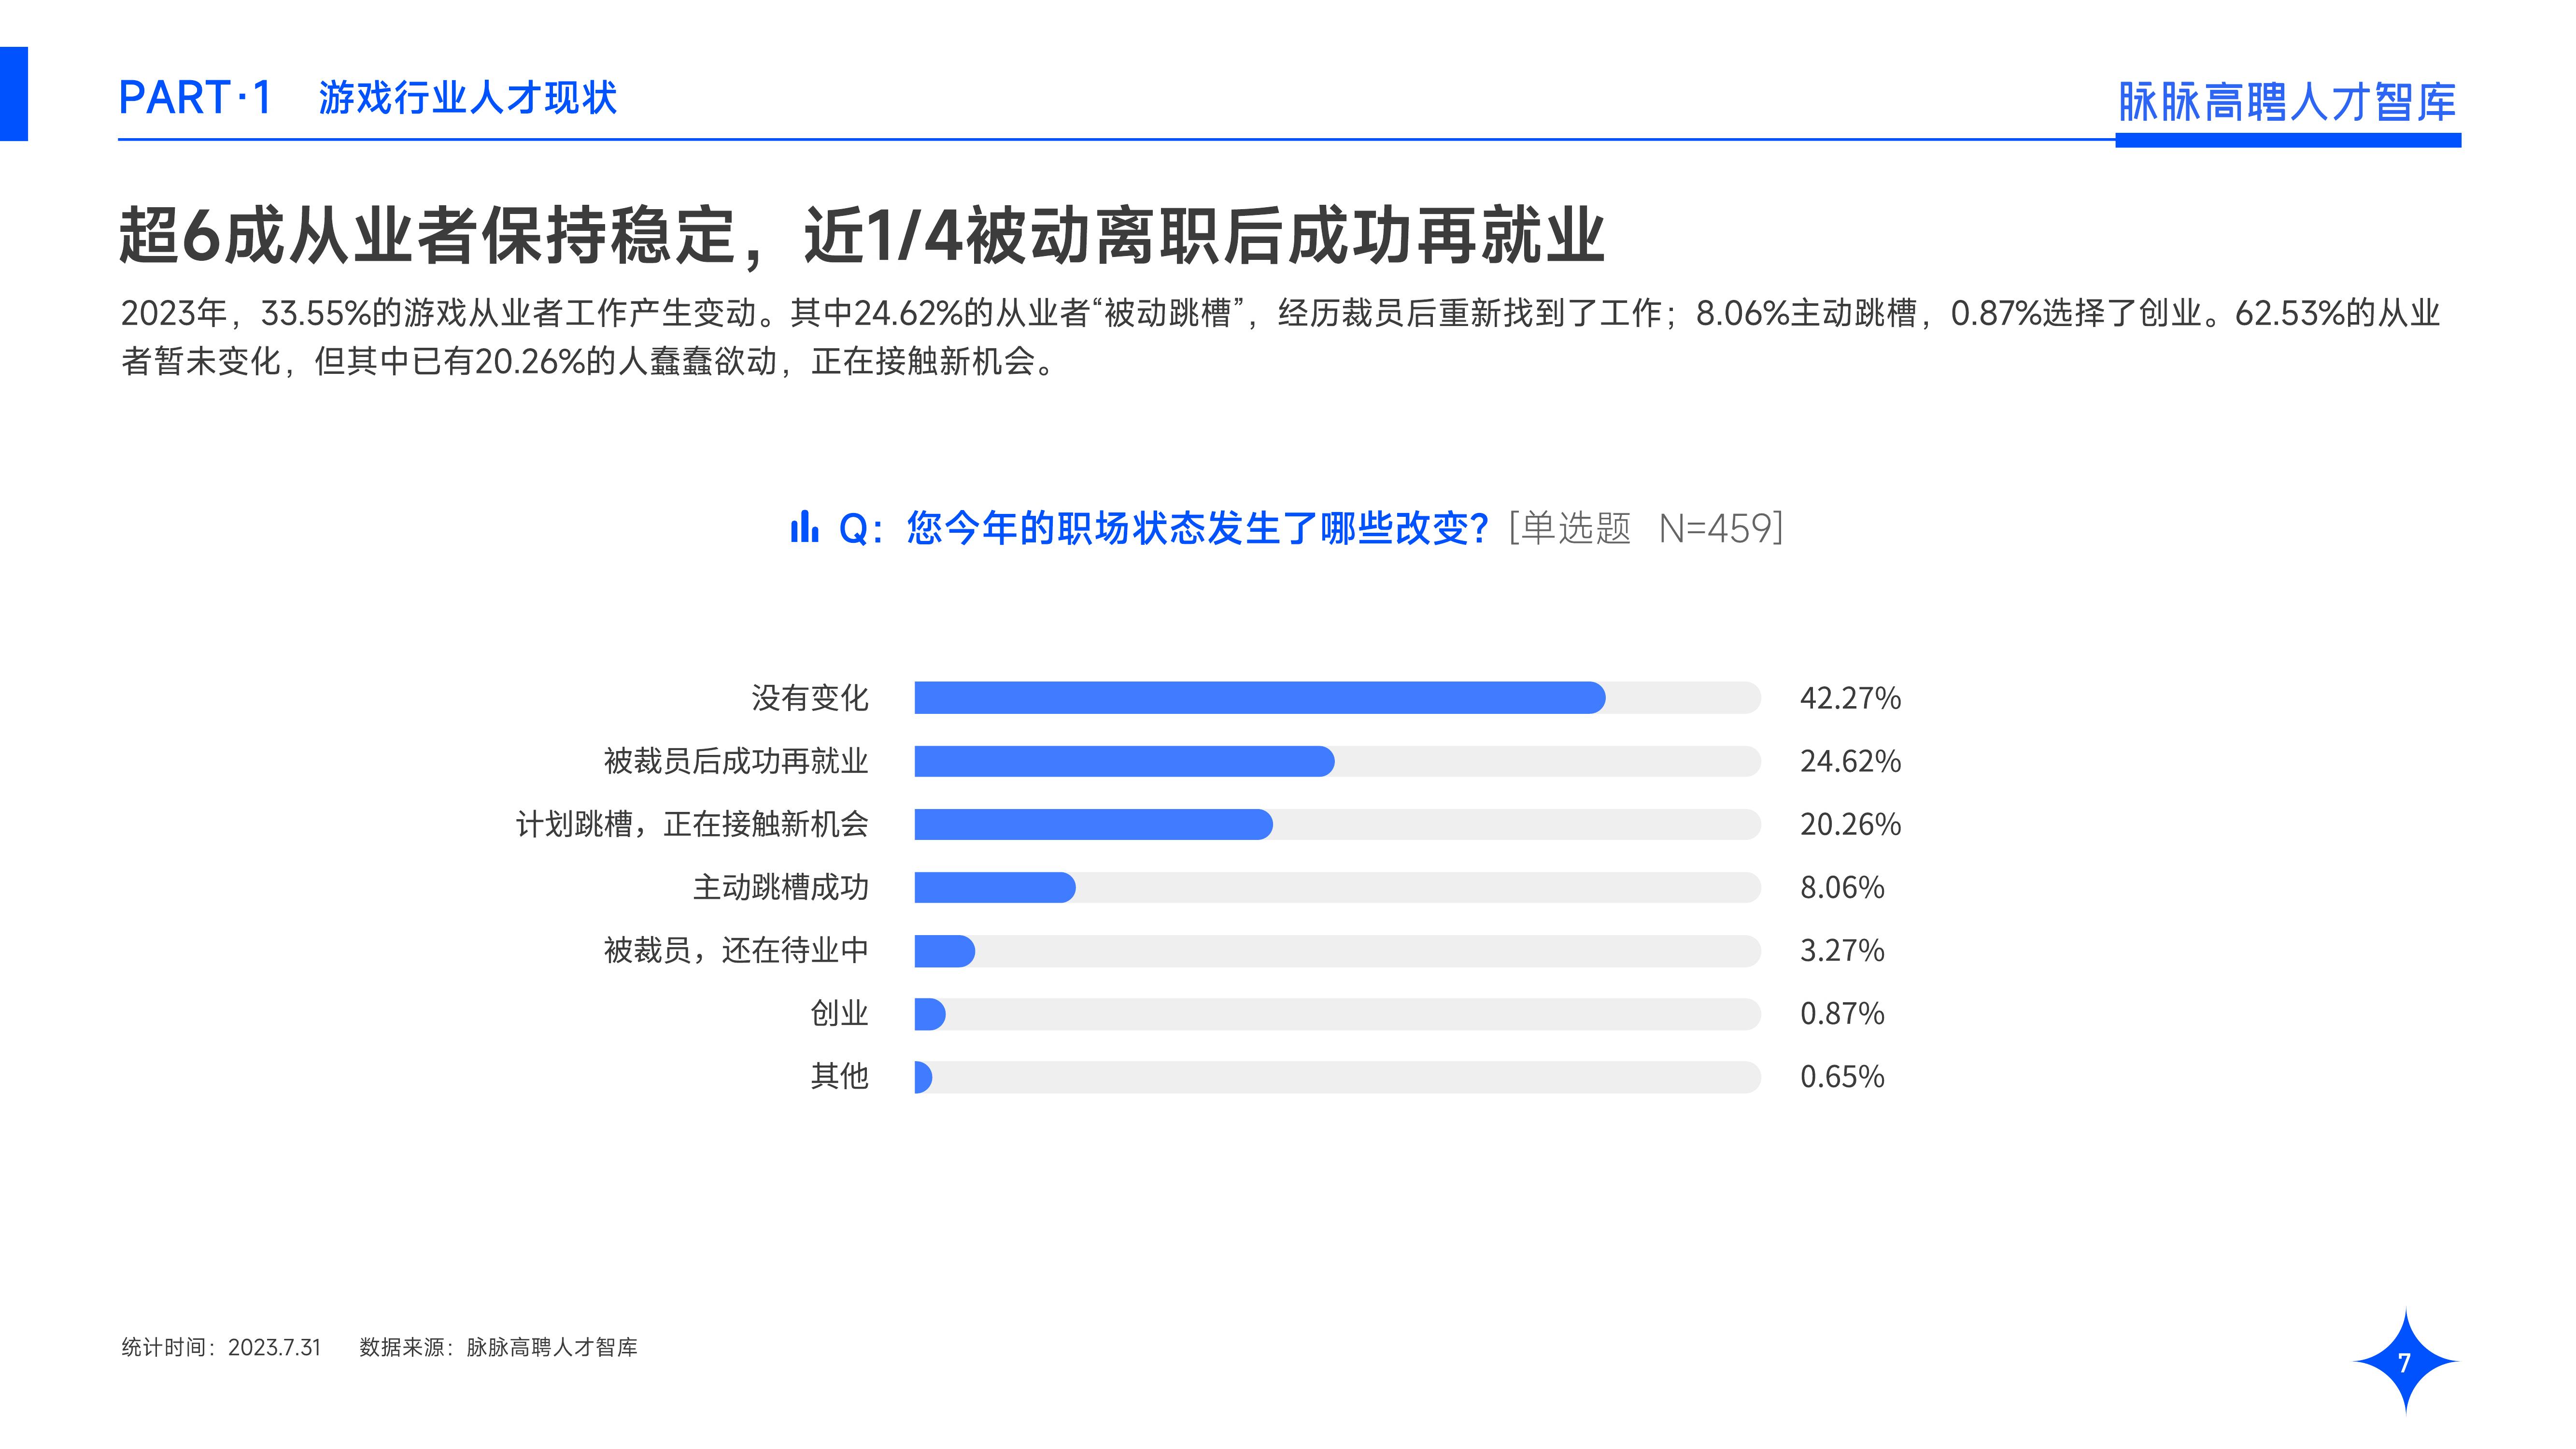 PART·1 游戏行业人才现状
脉脉高聘人才智库
超6成从业者保持稳定，近1/4被动离职后成功再就业
2023年，33.55%的游戏从业者工作产生变动。其中24.62%的从业者“被动跳槽”，经历裁员后重新找到了工作；8.06%主动跳槽，0.87%选择了创业。62.53%的从业
者暂未变化，但其中已有20.26%的人蠢蠢欲动，正在接触新机会。
Q：您今年的职场状态发生了哪些改变？[单选题 N=459]
没有变化 42.27%
被裁员后成功再就业 24.62%
计划跳槽，正在接触新机会 20.26%
主动跳槽成功 8.06%
被裁员，还在待业中 3.27%
创业 0.87%
其他 0.65%
统计时间：2023.7.31 数据来源：脉脉高聘人才智库
7